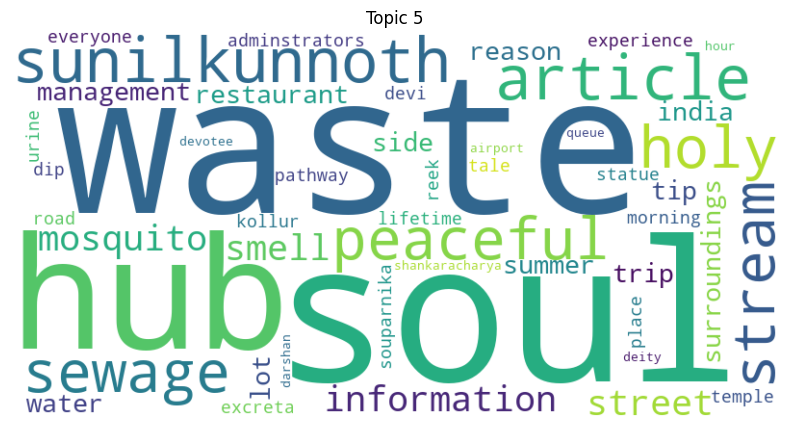 Topic 5
everyone adminstrators reason experience hour
sunilkunnoth article
management restaurant devi india
urine waste holy
devotee side airport queue
dip pathway reek tale statue tip
road kollur lifetime morning
mosquito smell peaceful surroundings stream
hub soul shankaracharya summer trip
souparnika place
sewage lot darshan deity
water excreta information street temple